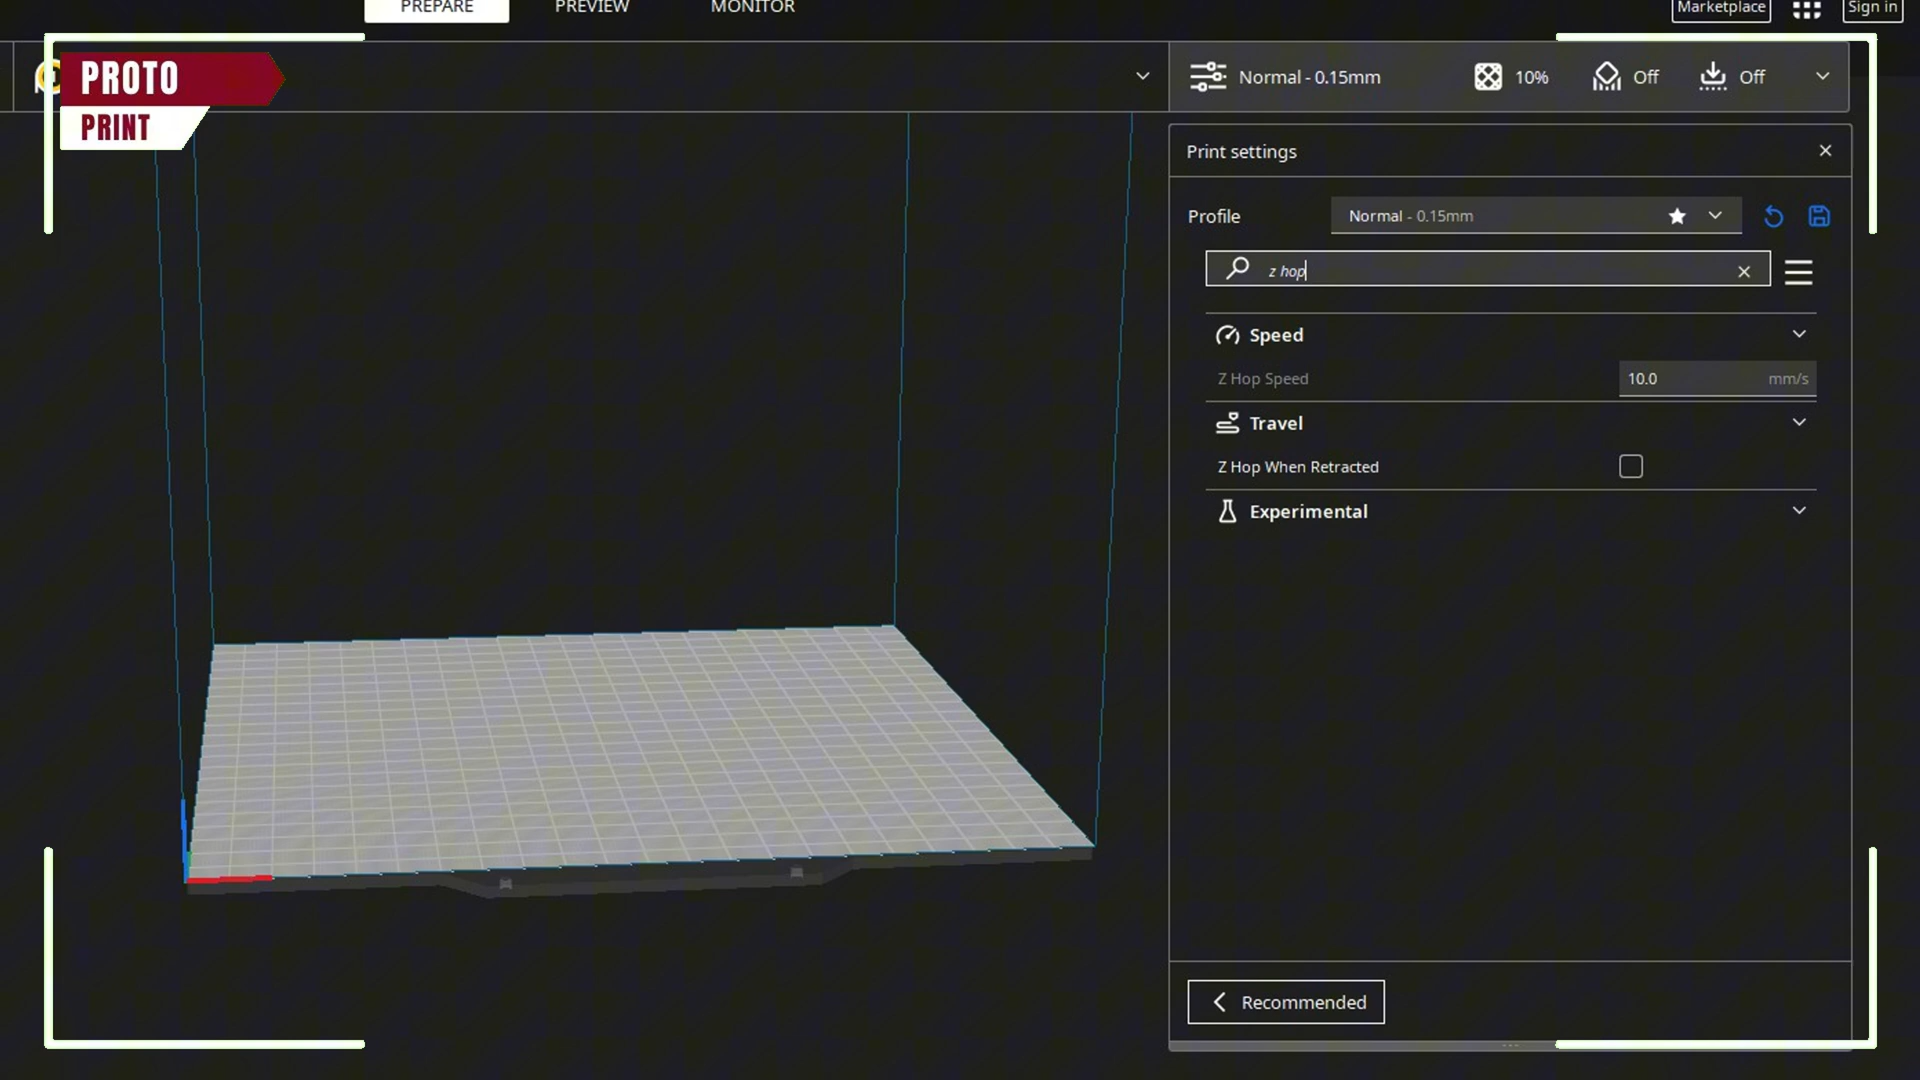 PREPARE PREVIEW MONITOR Marketplace Sign in
PROTO
PRINT
Normal - 0.15mm 10% Off Off
Print settings
Profile Normal - 0.15mm
z hop
Speed
Z Hop Speed 10.0 mm/s
Travel
Z Hop When Retracted
Experimental
Recommended